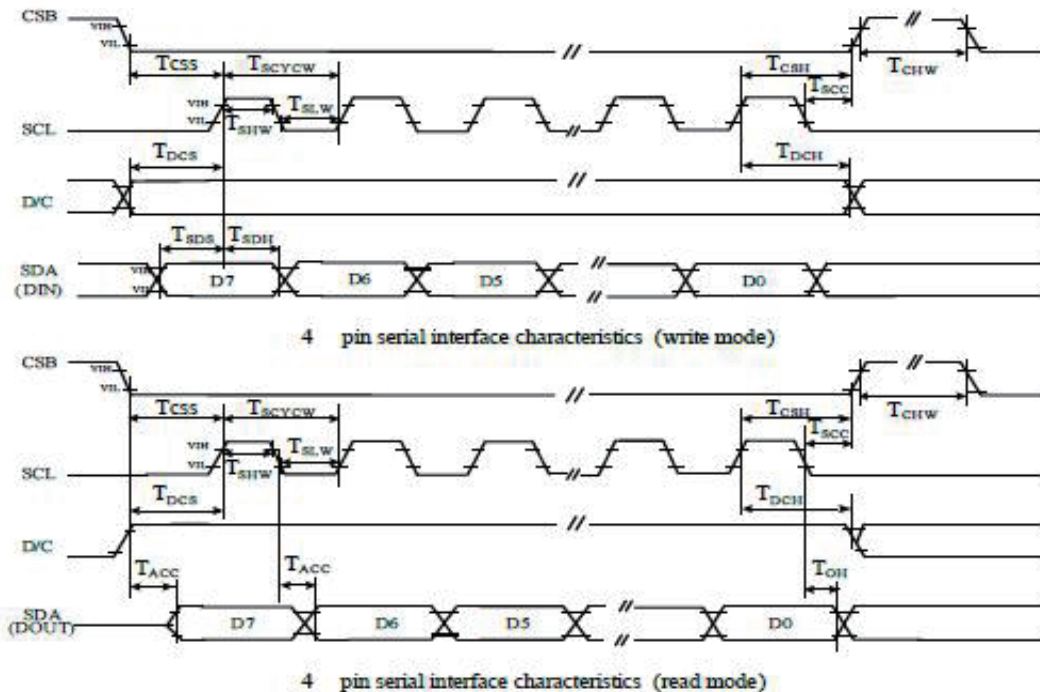 CSB
VIH
VIL
TCSS
TSCYCW
TCSH
TSCC
TCHW
SCL
VIH
VIL
TSHW
TSLW
TDCS
TDCH
D/C
TSDS
TSDH
SDA
(DIN)
VIH
VIL
D7
D6
D5
D0
4 pin serial interface characteristics (write mode)
CSB
VIH
VIL
TCSS
TSCYCW
TCSH
TSCC
TCHW
SCL
VIH
VIL
TSHW
TSLW
TDCS
TDCH
D/C
TACC
TACC
TOH
SDA
(DOUT)
D7
D6
D5
D0
4 pin serial interface characteristics (read mode)